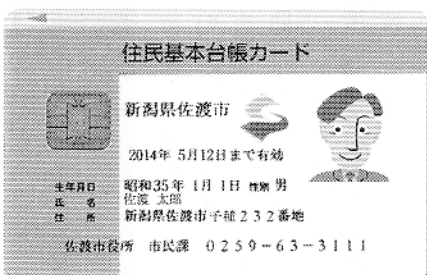 住民基本台帳カード
新潟県佐渡市
2014年 5月12日まで有効
生年月日 昭和35年 1月 1日 性別 男
氏 名 佐渡 太郎
住 所 新潟県佐渡市千種232番地
佐渡市役所 市民課 0259-63-3111